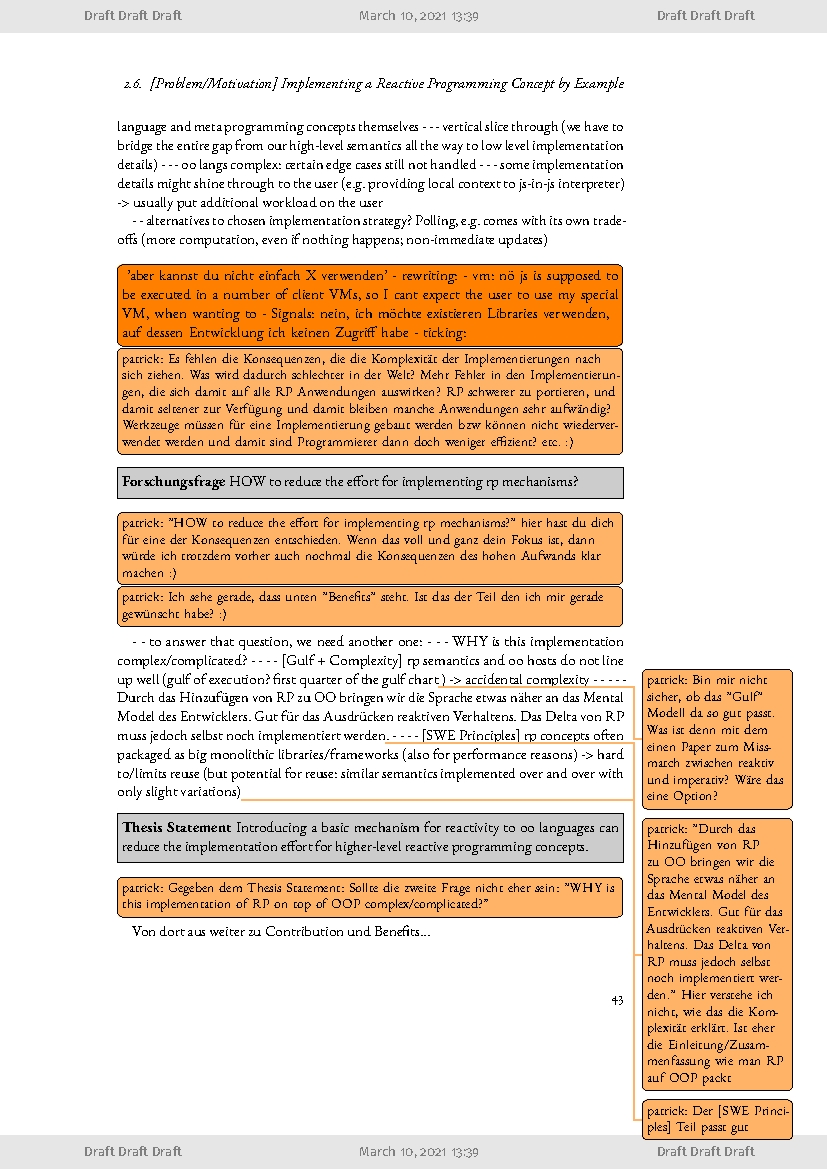 Draft Draft Draft March 10, 2021 13:39 Draft Draft Draft
2.6. [Problem/Motivation] Implementing a Reactive Programming Concept by Example
language and meta programming concepts themselves - - - vertical slice through (we have to
bridge the entire gap from our high-level semantics all the way to low level implementation
details) - - - oo langs complex: certain edge cases still not handled - - - some implementation
details might shine through to the user (e.g. providing local context to js-in-js interpreter)
-> usually put additional workload on the user
- - alternatives to chosen implementation strategy? Polling, e.g. comes with its own trade-
offs (more computation, even if nothing happens; non-immediate updates)
'aber kannst du nicht einfach X verwenden' - rewriting: - vm: nö js is supposed to
be executed in a number of client VMs, so I cant expect the user to use my special
VM, when wanting to - Signals: nein, ich möchte existieren Libraries verwenden,
auf dessen Entwicklung ich keinen Zugriff habe - ticking:
patrick: Es fehlen die Konsequenzen, die die Komplexität der Implementierungen nach
sich ziehen. Was wird dadurch schlechter in der Welt? Mehr Fehler in den Implementierun-
gen, die sich damit auf alle RP Anwendungen auswirken? RP schwerer zu portieren, und
damit seltener zur Verfügung und damit bleiben manche Anwendungen sehr aufwändig?
Werkzeuge müssen für eine Implementierung gebaut werden bzw können nicht wiederver-
wendet werden und damit sind Programmierer dann doch weniger effizient? etc. :)
Forschungsfrage HOW to reduce the effort for implementing rp mechanisms?
patrick: "HOW to reduce the effort for implementing rp mechanisms?" hier hast du dich
für eine der Konsequenzen entschieden. Wenn das voll und ganz dein Fokus ist, dann
würde ich trotzdem vorher auch nochmal die Konsequenzen des hohen Aufwands klar
machen :)
patrick: Ich sehe gerade, dass unten "Benefits" steht. Ist das der Teil den ich mir gerade
gewünscht habe? :)
- - to answer that question, we need another one: - - - WHY is this implementation
complex/complicated? - - - - [Gulf + Complexity] rp semantics and oo hosts do not line
up well (gulf of execution? first quarter of the gulf chart) -> accidental complexity - - - - -
Durch das Hinzufügen von RP zu OO bringen wir die Sprache etwas näher an das Mental
Model des Entwicklers. Gut für das Ausdrücken reaktiven Verhaltens. Das Delta von RP
muss jedoch selbst noch implementiert werden. - - - - [SWE Principles] rp concepts often
packaged as big monolithic libraries/frameworks (also for performance reasons) -> hard
to/limits reuse (but potential for reuse: similar semantics implemented over and over with
only slight variations)
Thesis Statement Introducing a basic mechanism for reactivity to oo languages can
reduce the implementation effort for higher-level reactive programming concepts.
patrick: Gegeben dem Thesis Statement: Sollte die zweite Frage nicht eher sein: "WHY is
this implementation of RP on top of OOP complex/complicated?"
Von dort aus weiter zu Contribution und Benefits...
patrick: Bin mir nicht
sicher, ob das "Gulf"
Modell da so gut passt.
Was ist denn mit dem
einen Paper zum Miss-
match zwischen reaktiv
und imperativ? Wäre das
eine Option?
patrick: "Durch das
Hinzufügen von RP
zu OO bringen wir die
Sprache etwas näher an
das Mental Model des
Entwicklers. Gut für das
Ausdrücken reaktiven Ver-
haltens. Das Delta von
RP muss jedoch selbst
noch implementiert wer-
den." Hier verstehe ich
nicht, wie das die Kom-
plexität erklärt. Ist eher
die Einleitung/Zusam-
menfassung wie man RP
auf OOP packt
patrick: Der [SWE Princi-
ples] Teil passt gut
43
Draft Draft Draft March 10, 2021 13:39 Draft Draft Draft